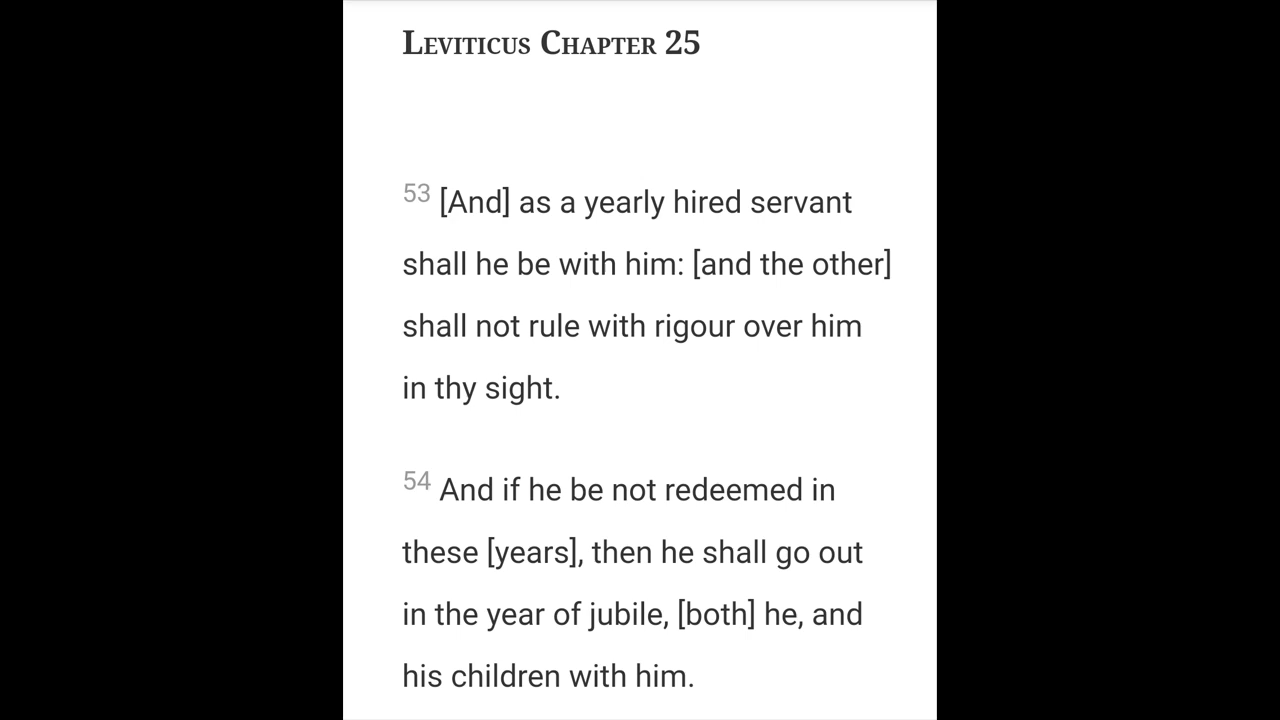 Leviticus Chapter 25
53 [And] as a yearly hired servant
shall he be with him: [and the other]
shall not rule with rigour over him
in thy sight.
54 And if he be not redeemed in
these [years], then he shall go out
in the year of jubile, [both] he, and
his children with him.